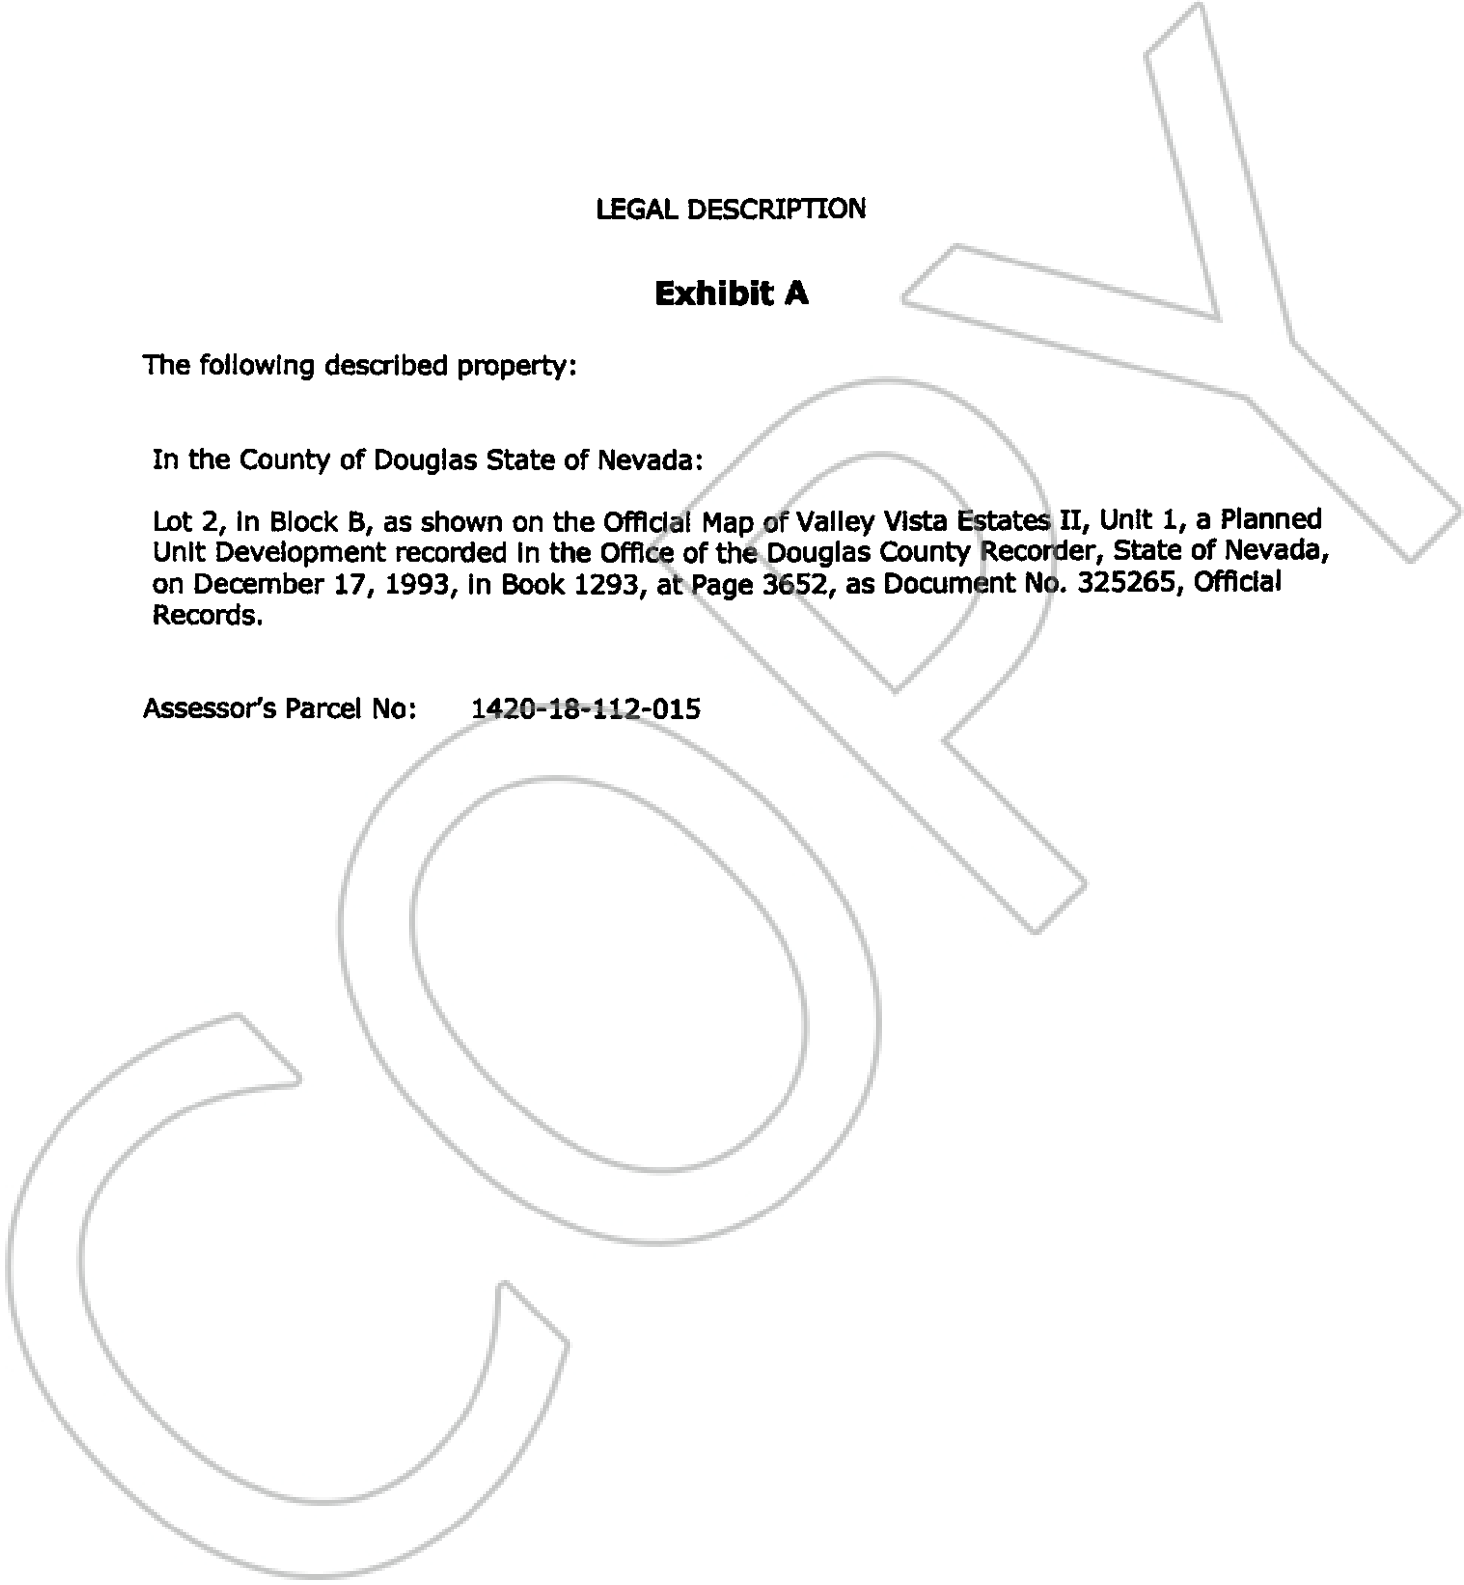 LEGAL DESCRIPTION
Exhibit A
The following described property:
In the County of Douglas State of Nevada:
Lot 2, in Block B, as shown on the Official Map of Valley Vista Estates II, Unit 1, a Planned
Unit Development recorded in the Office of the Douglas County Recorder, State of Nevada,
on December 17, 1993, in Book 1293, at Page 3652, as Document No. 325265, Official
Records.
Assessor's Parcel No: 1420-18-112-015
COPY